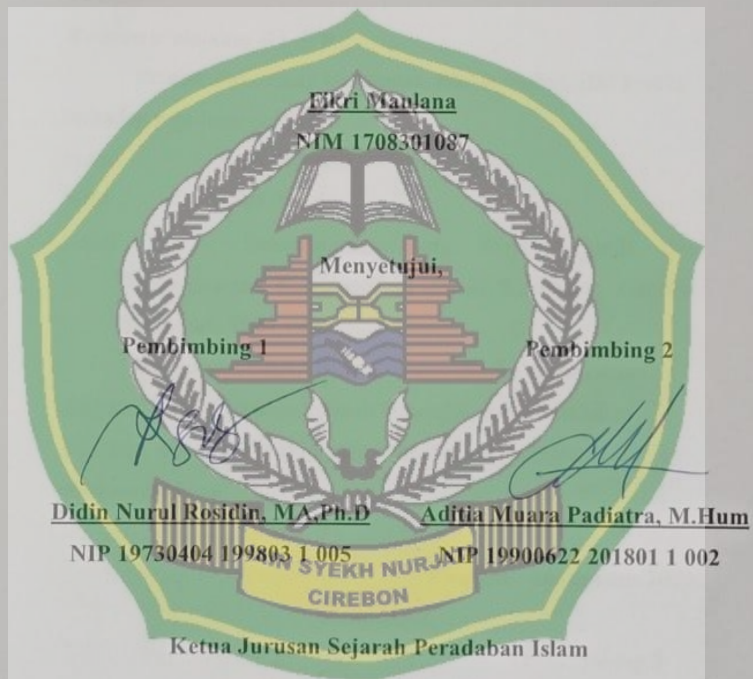 Fikri Maulana
NIM 1708301087
Menyetujui,
Pembimbing 1
Pembimbing 2
Didin Nurul Rosidin, MA,Ph.D
Aditia Muara Padiatra, M.Hum
NIP 19730404 199803 1 005
NIP 19900622 201801 1 002
SYEKH NURJATI
CIREBON
Ketua Jurusan Sejarah Peradaban Islam